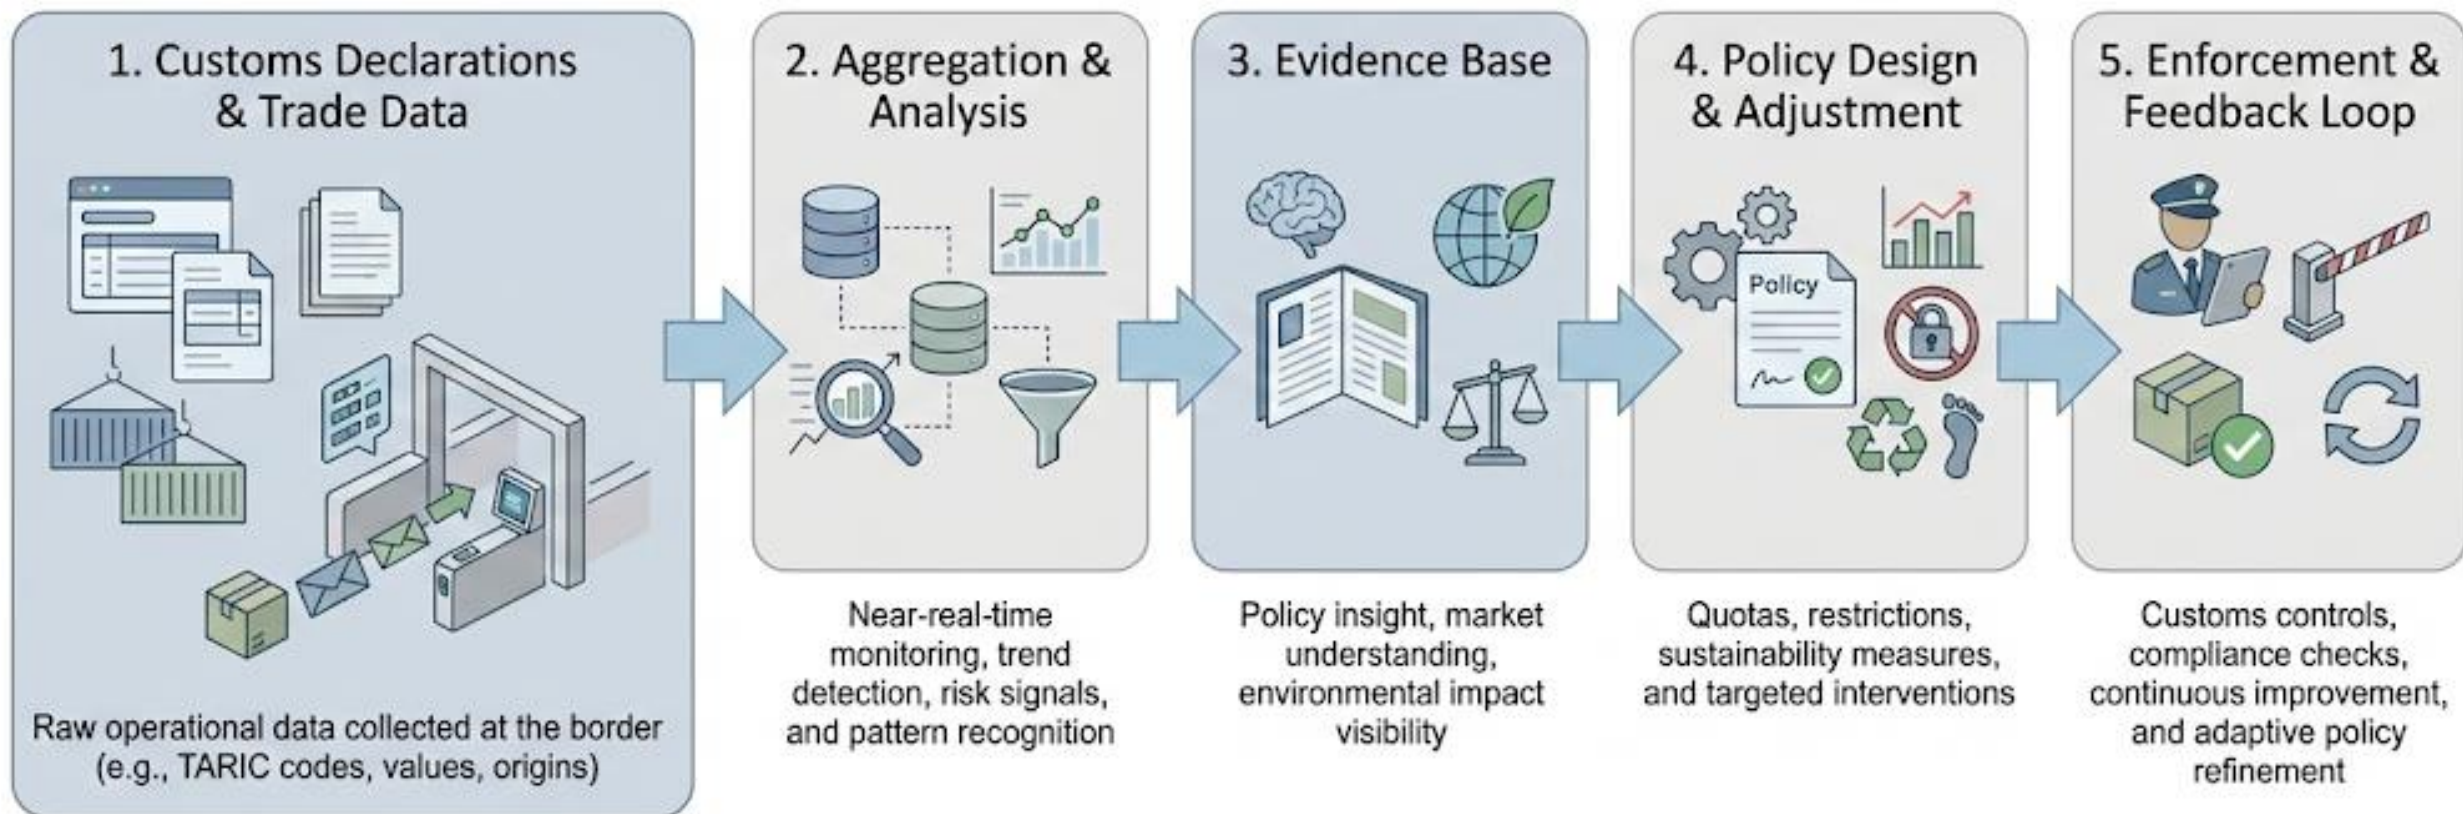 1. Customs Declarations
& Trade Data
Raw operational data collected at the border
(e.g., TARIC codes, values, origins)
2. Aggregation &
Analysis
Near-real-time
monitoring, trend
detection, risk signals,
and pattern recognition
3. Evidence Base
Policy insight, market
understanding,
environmental impact
visibility
4. Policy Design
& Adjustment
Policy
Quotas, restrictions,
sustainability measures,
and targeted interventions
5. Enforcement &
Feedback Loop
Customs controls,
compliance checks,
continuous improvement,
and adaptive policy
refinement